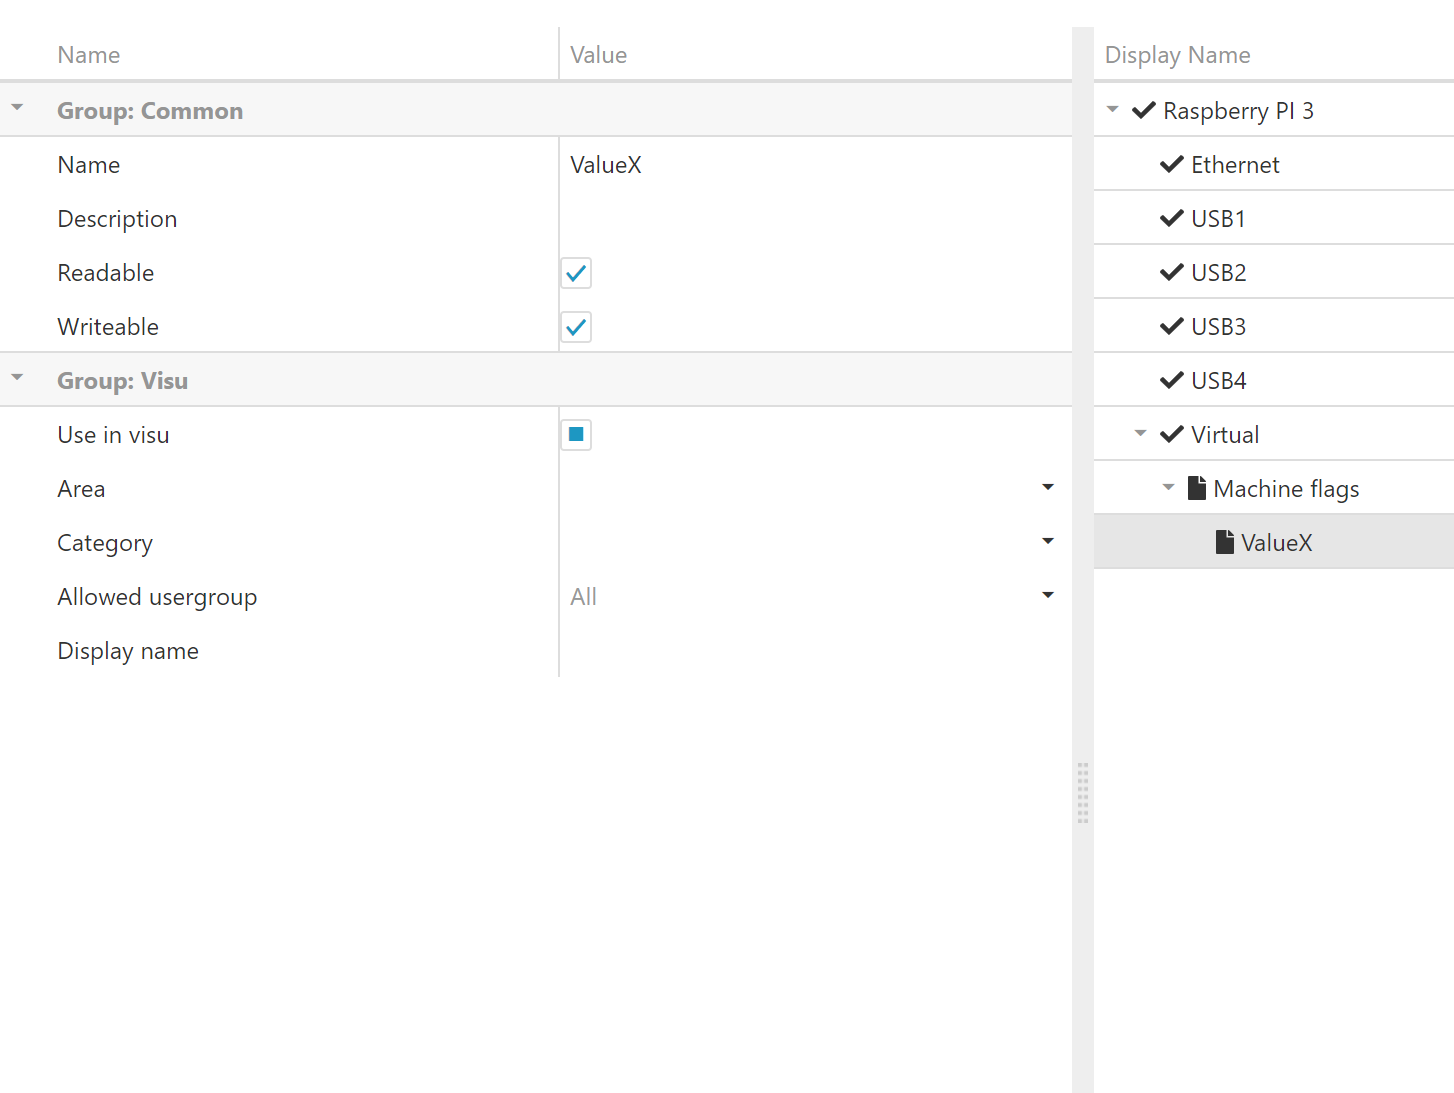 Name Value
Group: Common
Name ValueX
Description
Readable
Writeable
Group: Visu
Use in visu
Area
Category
Allowed usergroup All
Display name
Display Name
Raspberry PI 3
Ethernet
USB1
USB2
USB3
USB4
Virtual
Machine flags
ValueX